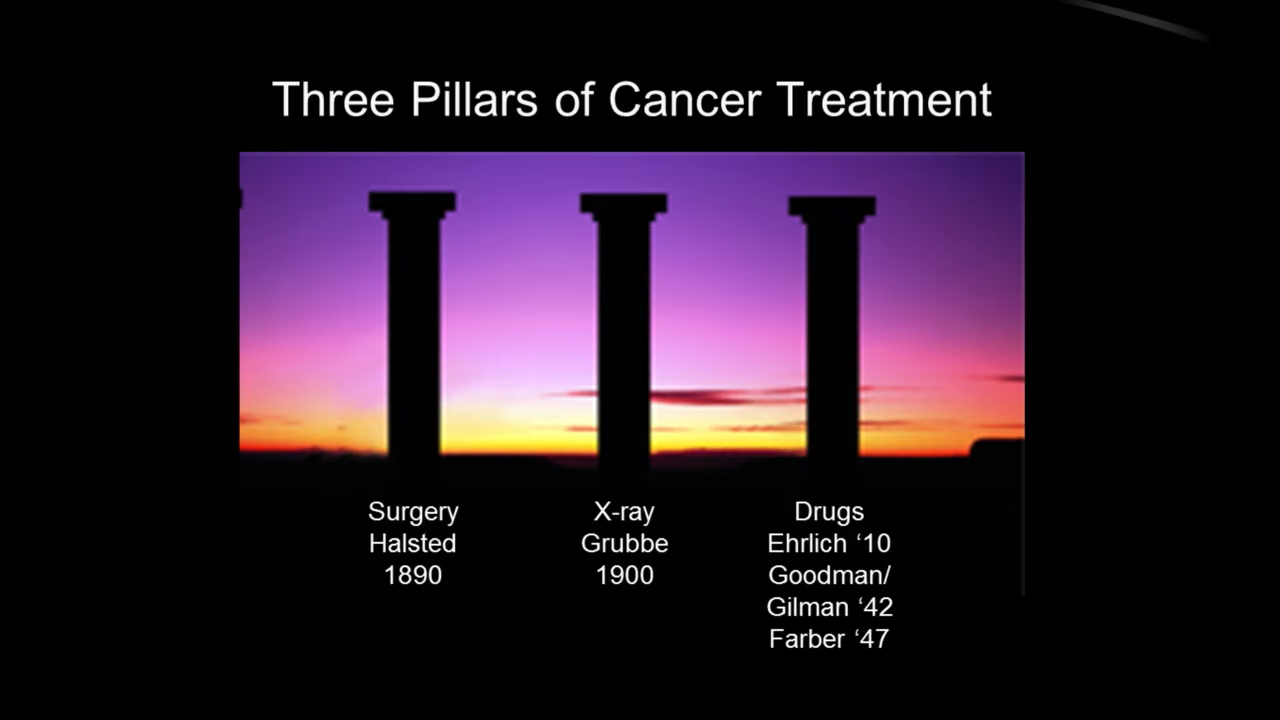 Three Pillars of Cancer Treatment
Surgery
Halsted
1890
X-ray
Grubbe
1900
Drugs
Ehrlich ‘10
Goodman/
Gilman ‘42
Farber ‘47